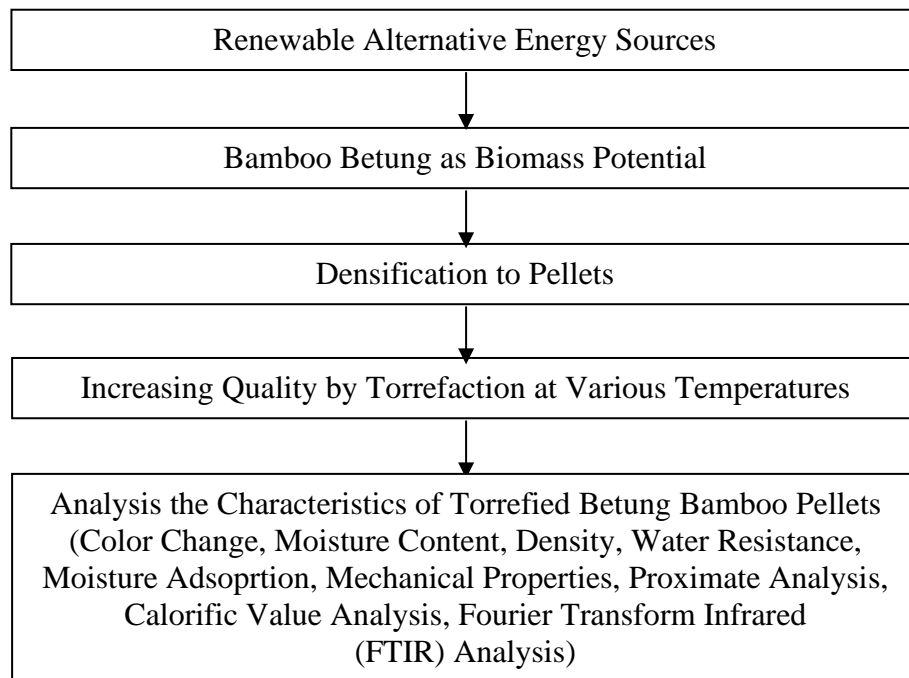 Renewable Alternative Energy Sources
Bamboo Betung as Biomass Potential
Densification to Pellets
Increasing Quality by Torrefaction at Various Temperatures
Analysis the Characteristics of Torrefied Betung Bamboo Pellets
(Color Change, Moisture Content, Density, Water Resistance,
Moisture Adsoprtion, Mechanical Properties, Proximate Analysis,
Calorific Value Analysis, Fourier Transform Infrared
(FTIR) Analysis)